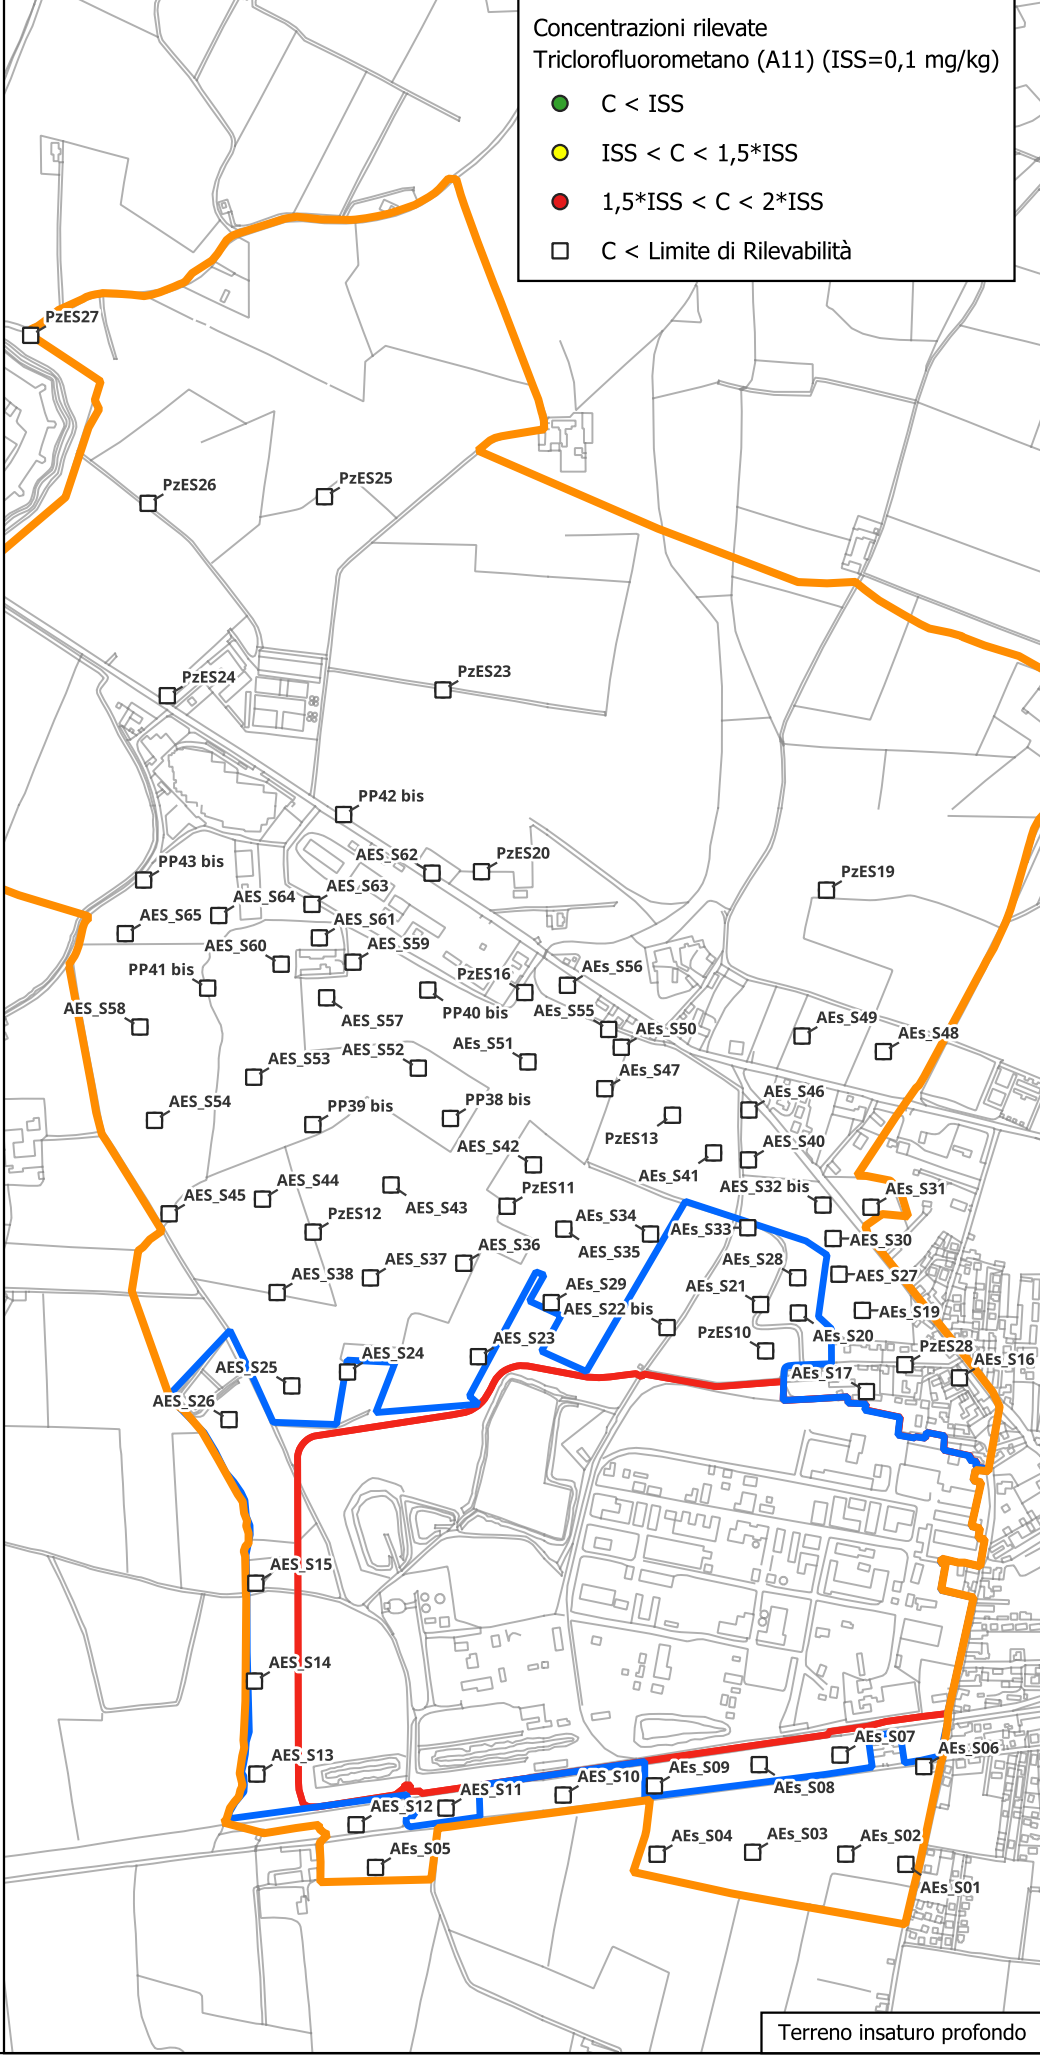 Concentrazioni rilevate
Triclorofluorometano (A11) (ISS=0,1 mg/kg)
C < ISS
ISS < C < 1,5*ISS
1,5*ISS < C < 2*ISS
C < Limite di Rilevabilità
PzES27
PzES26
PzES25
PzES24
PzES23
PP42 bis
PP43 bis
AES_S62
PzES20
PzES19
AES_S64
AES_S63
AES_S65
AES_S61
AES_S60
AES_S59
PP41 bis
PzES16
AEs_S56
AES_S58
AES_S57
PP40 bis
AEs_S55
AEs_S50
AEs_S49
AEs_S48
AES_S53
AES_S52
AEs_S51
AEs_S47
AES_S54
PP39 bis
PP38 bis
AEs_S46
PzES13
AES_S42
AEs_S41
AEs_S40
AES_S45
AES_S44
AES_S43
PzES11
AES_S32 bis
AEs_S31
PzES12
AEs_S34
AEs_S33
AEs_S30
AES_S35
AES_S36
AES_S37
AES_S38
AES_S28
AEs_S27
AEs_S29
AEs_S21
AES_S22 bis
AEs_S19
AEs_S20
AES_S23
PzES10
PzES28
AES_S24
AES_S25
AEs_S16
AEs_S17
AES_S26
AES_S15
AES_S14
AES_S13
AEs_S07
AEs_S06
AEs_S09
AEs_S08
AES_S10
AES_S11
AES_S12
AEs_S05
AEs_S04
AEs_S03
AEs_S02
AEs_S01
Terreno insaturo profondo